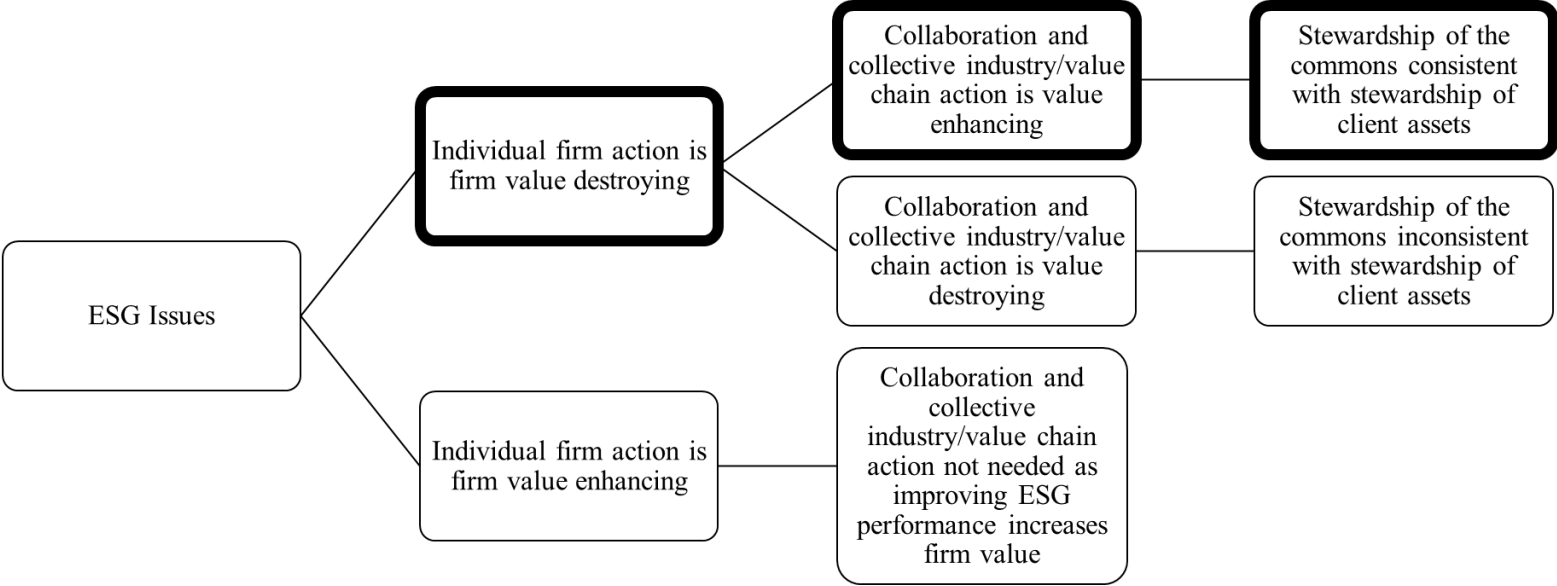 ESG Issues
Individual firm action is
firm value destroying
Collaboration and
collective industry/value
chain action is value
enhancing
Stewardship of the
commons consistent
with stewardship of
client assets
Collaboration and
collective industry/value
chain action is value
destroying
Stewardship of the
commons inconsistent
with stewardship of
client assets
Individual firm action is
firm value enhancing
Collaboration and
collective
industry/value chain
action not needed as
improving ESG
performance increases
firm value